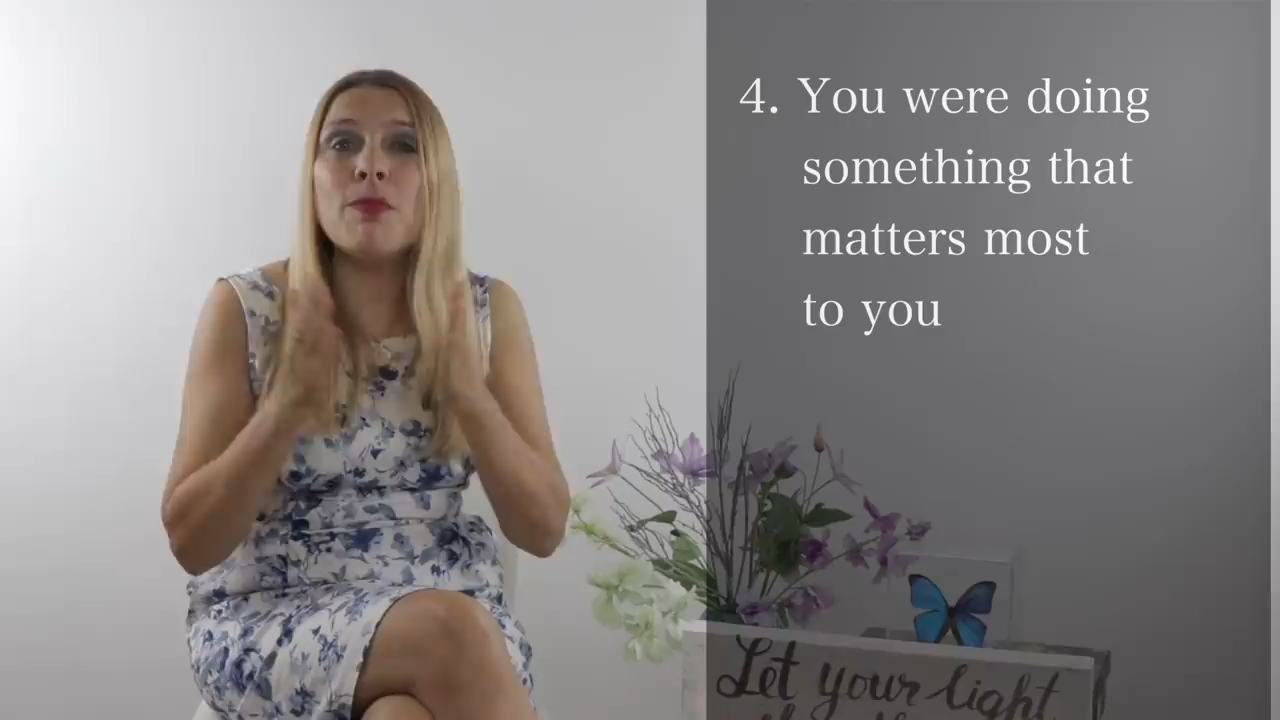 4. You were doing
something that
matters most
to you
Let your light